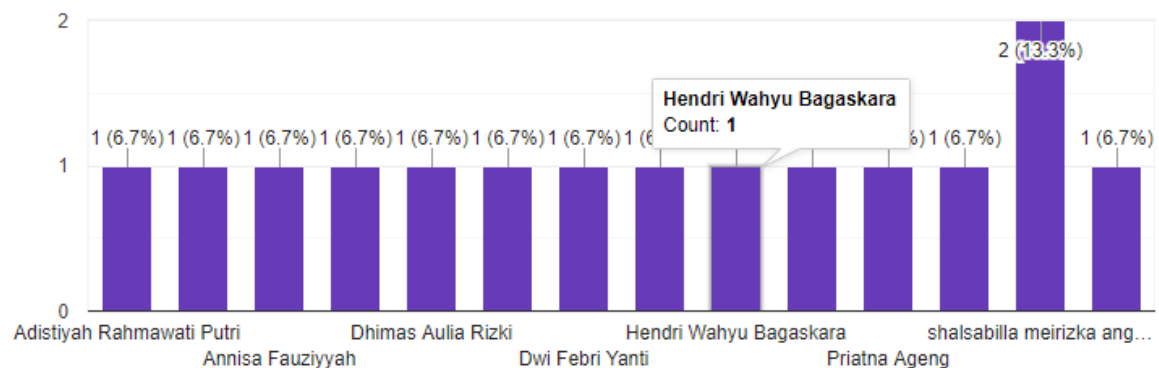 2
2 (13.3%)
Hendri Wahyu Bagaskara
Count: 1
1 (6.7%) 1 (6.7%) 1 (6.7%) 1 (6.7%) 1 (6.7%) 1 (6.7%) 1 (6.7%) 1 (6.7%) 1 (6.7%)
1
0
Adistiyah Rahmawati Putri Dhimas Aulia Rizki Hendri Wahyu Bagaskara shalsabilla meirizka ang...
Annisa Fauziyyah Dwi Febri Yanti Priatna Ageng